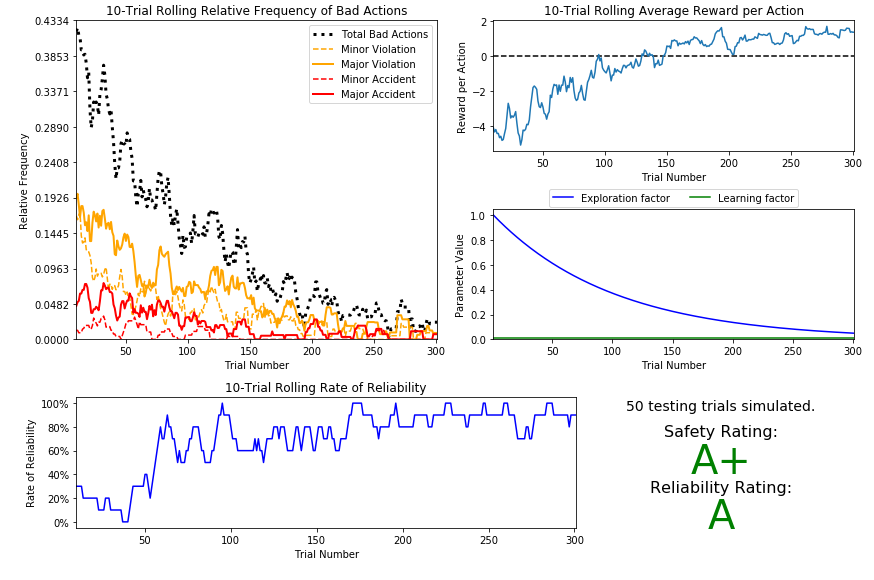 10-Trial Rolling Relative Frequency of Bad Actions
0.4334
0.3853
0.3371
0.2890
0.2408
0.1926
0.1445
0.0963
0.0482
0.0000
Relative Frequency
Total Bad Actions
Minor Violation
Major Violation
Minor Accident
Major Accident
50 100 150 200 250 300
Trial Number
10-Trial Rolling Average Reward per Action
2
0
−2
−4
Reward per Action
50 100 150 200 250 300
Trial Number
Exploration factor Learning factor
1.0
0.8
0.6
0.4
0.2
0.0
Parameter Value
50 100 150 200 250 300
Trial Number
10-Trial Rolling Rate of Reliability
100%
80%
60%
40%
20%
0%
Rate of Reliability
50 100 150 200 250 300
Trial Number
50 testing trials simulated.
Safety Rating:
A+
Reliability Rating:
A